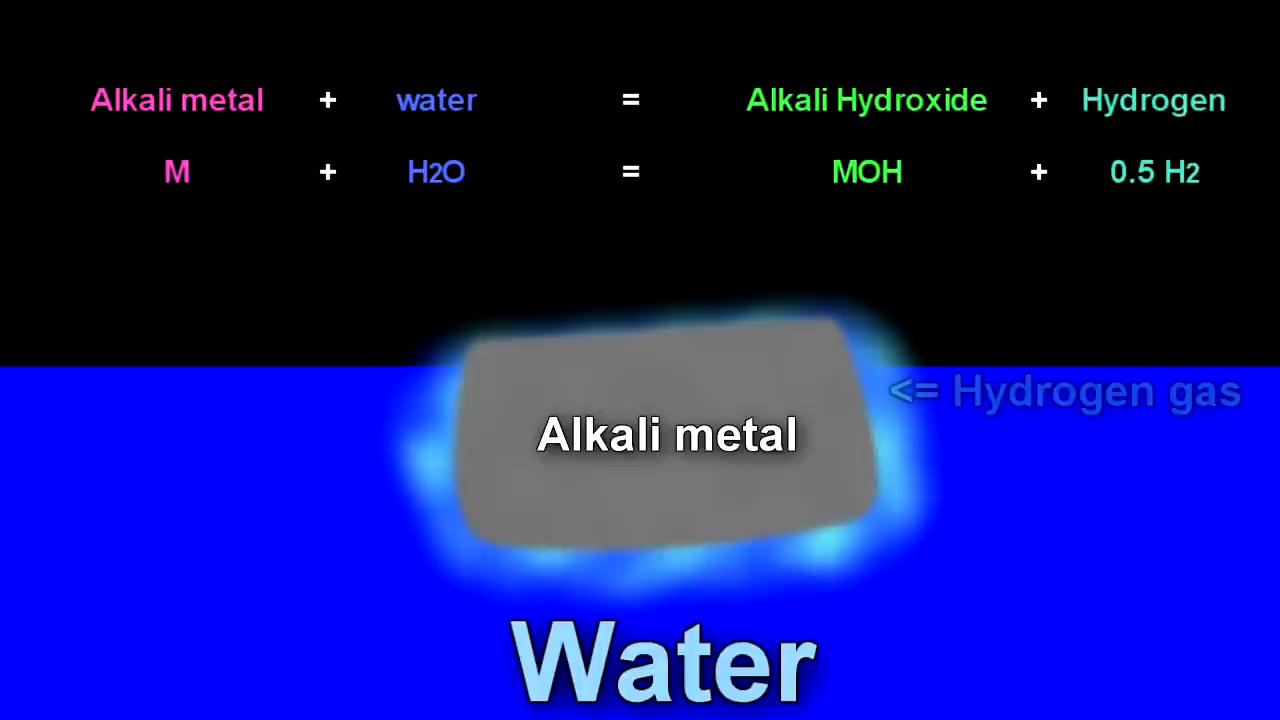 Alkali metal + water = Alkali Hydroxide + Hydrogen
M + H2O = MOH + 0.5 H2
<= Hydrogen gas
Alkali metal
Water